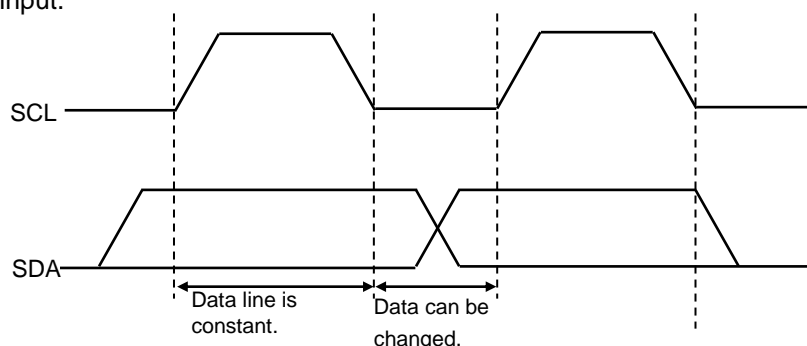 input.
SCL
SDA
Data line is
constant.
Data can be
changed.